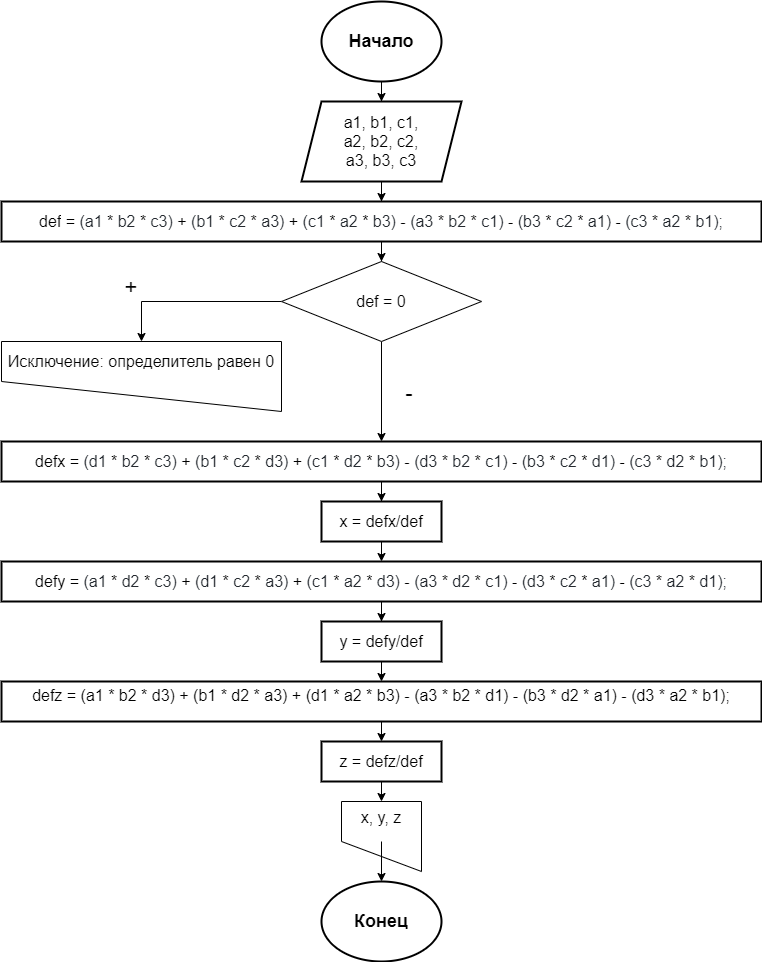 Начало
a1, b1, c1,
a2, b2, c2,
a3, b3, c3
def = (a1 * b2 * c3) + (b1 * c2 * a3) + (c1 * a2 * b3) - (a3 * b2 * c1) - (b3 * c2 * a1) - (c3 * a2 * b1);
+
def = 0
Исключение: определитель равен 0
-
defx = (d1 * b2 * c3) + (b1 * c2 * d3) + (c1 * d2 * b3) - (d3 * b2 * c1) - (b3 * c2 * d1) - (c3 * d2 * b1);
x = defx/def
defy = (a1 * d2 * c3) + (d1 * c2 * a3) + (c1 * a2 * d3) - (a3 * d2 * c1) - (d3 * c2 * a1) - (c3 * a2 * d1);
y = defy/def
defz = (a1 * b2 * d3) + (b1 * d2 * a3) + (d1 * a2 * b3) - (a3 * b2 * d1) - (b3 * d2 * a1) - (d3 * a2 * b1);
z = defz/def
x, y, z
Конец